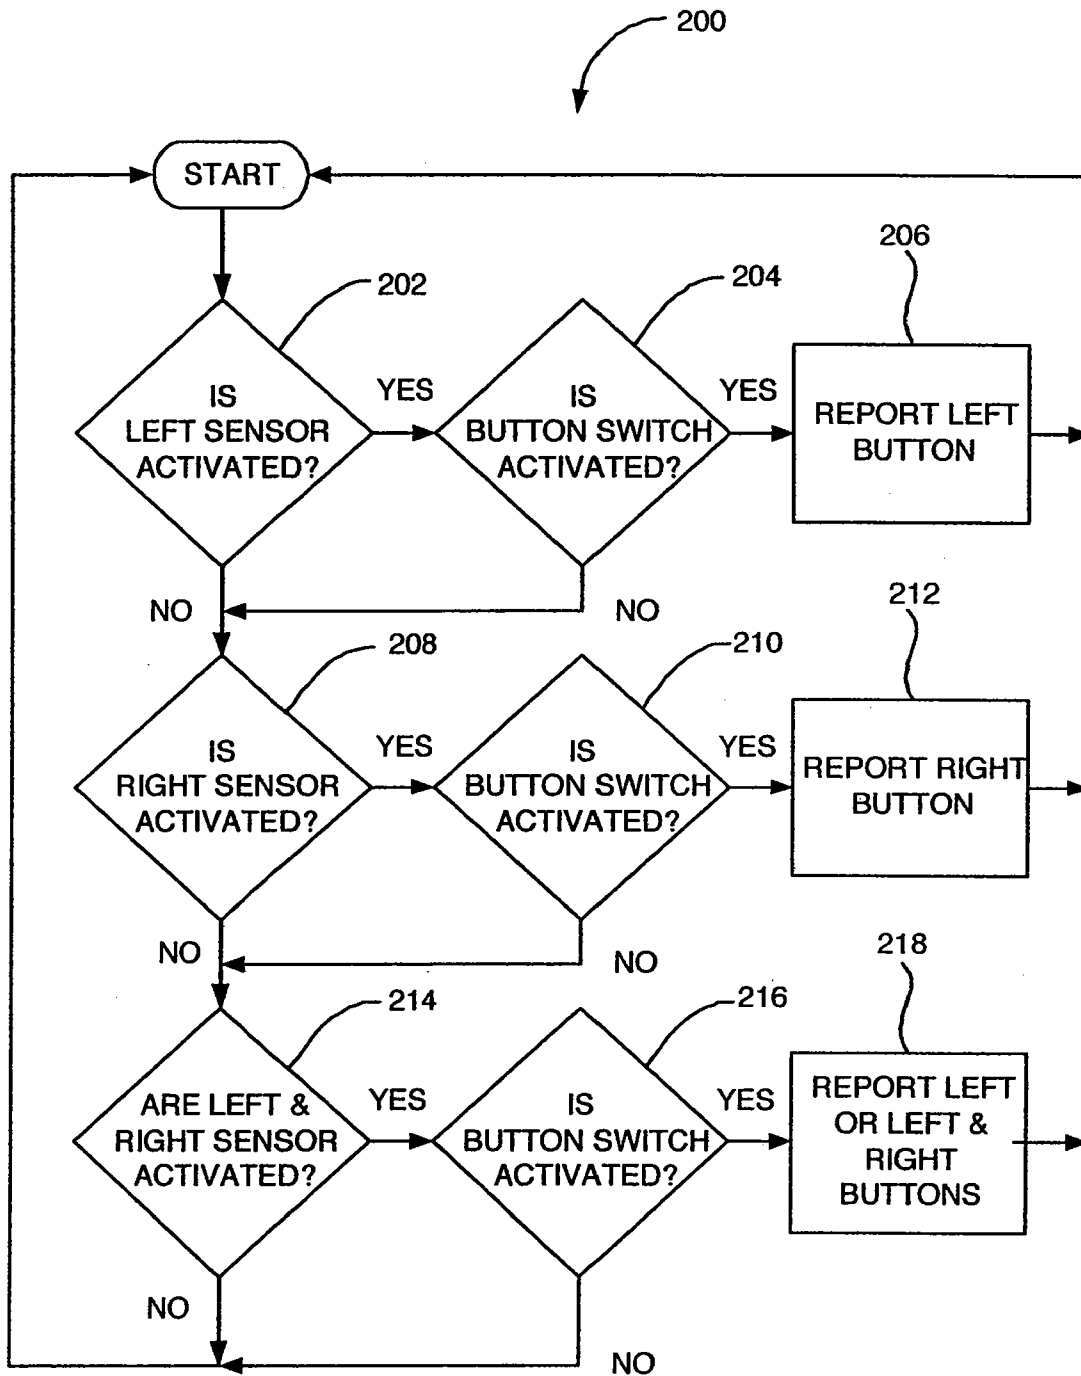 200
START
206
202
204
IS
LEFT SENSOR
ACTIVATED?
YES
IS
BUTTON SWITCH
ACTIVATED?
YES
REPORT LEFT
BUTTON
NO
NO
212
208
210
IS
RIGHT SENSOR
ACTIVATED?
YES
IS
BUTTON SWITCH
ACTIVATED?
YES
REPORT RIGHT
BUTTON
NO
NO
218
214
216
ARE LEFT &
RIGHT SENSOR
ACTIVATED?
YES
IS
BUTTON SWITCH
ACTIVATED?
YES
REPORT LEFT
OR LEFT &
RIGHT
BUTTONS
NO
NO